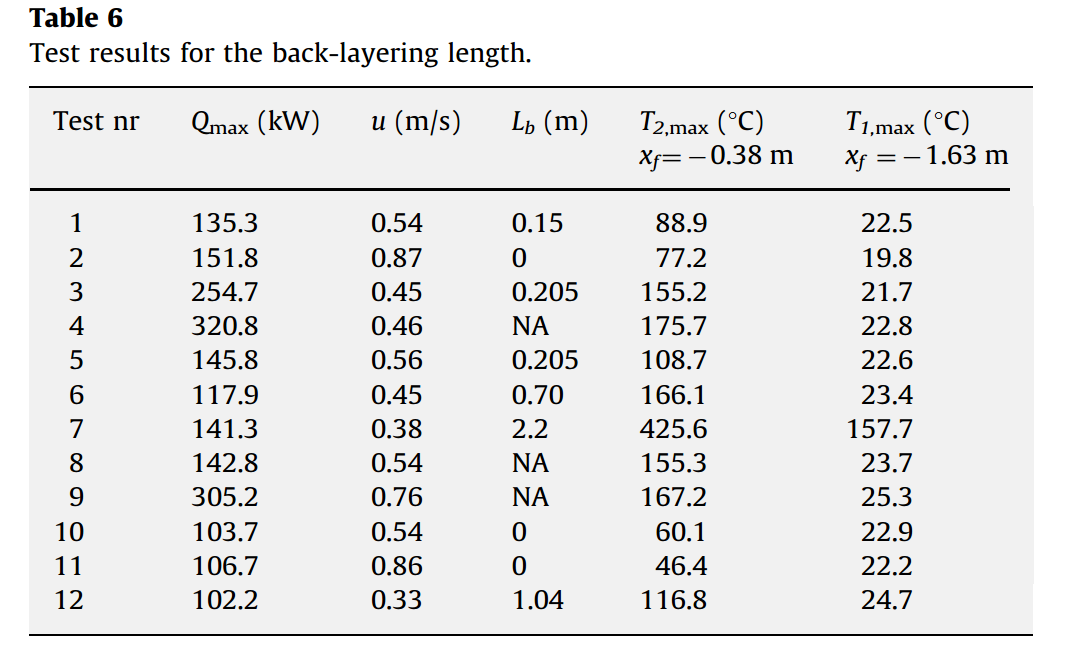 Table 6
Test results for the back-layering length.
Test nr Qmax (kW) u (m/s) Lb (m) T2,max (°C) T1,max (°C)
xf= −0.38 m xf = −1.63 m
1 135.3 0.54 0.15 88.9 22.5
2 151.8 0.87 0 77.2 19.8
3 254.7 0.45 0.205 155.2 21.7
4 320.8 0.46 NA 175.7 22.8
5 145.8 0.56 0.205 108.7 22.6
6 117.9 0.45 0.70 166.1 23.4
7 141.3 0.38 2.2 425.6 157.7
8 142.8 0.54 NA 155.3 23.7
9 305.2 0.76 NA 167.2 25.3
10 103.7 0.54 0 60.1 22.9
11 106.7 0.86 0 46.4 22.2
12 102.2 0.33 1.04 116.8 24.7